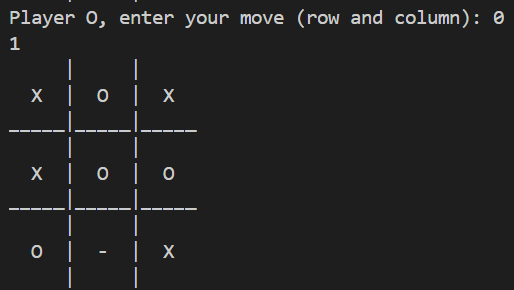 Player O, enter your move (row and column): 0
1
     |     |
  X  |  O  |  X
_____|_____|_____
     |     |
  X  |  O  |  O
_____|_____|_____
     |     |
  O  |  -  |  X
     |     |